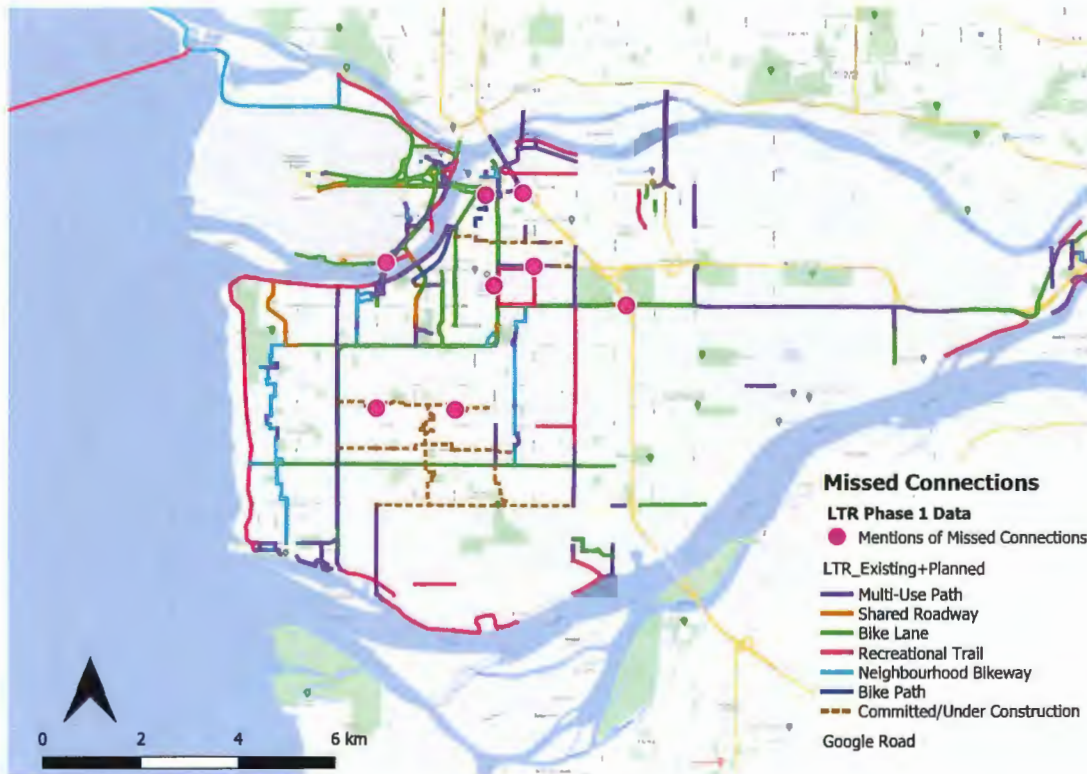 Missed Connections
LTR Phase 1 Data
Mentions of Missed Connections
LTR_Existing+Planned
Multi-Use Path
Shared Roadway
Bike Lane
Recreational Trail
Neighbourhood Bikeway
Bike Path
Committed/Under Construction
Google Road
0 2 4 6 km